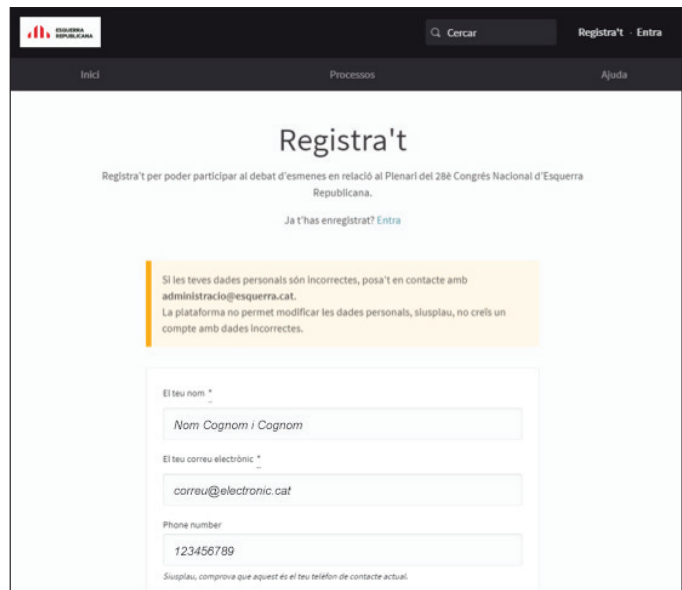 ESQUERRA
REPUBLICANA
Cercar
Registra't · Entra
Inici
Processos
Ajuda
Registra't
Registra't per poder participar al debat d'esmenes en relació al Plenari del 28è Congrés Nacional d'Esquerra
Republicana.
Ja t'has enregistrat? Entra
Si les teves dades personals són incorrectes, posa't en contacte amb
administracio@esquerra.cat.
La plataforma no permet modificar les dades personals, siusplau, no creïs un
compte amb dades incorrectes.
El teu nom *
Nom Cognom i Cognom
El teu correu electrònic *
correu@electronic.cat
Phone number
123456789
Siusplau, comprova que aquest és el teu telèfon de contacte actual.